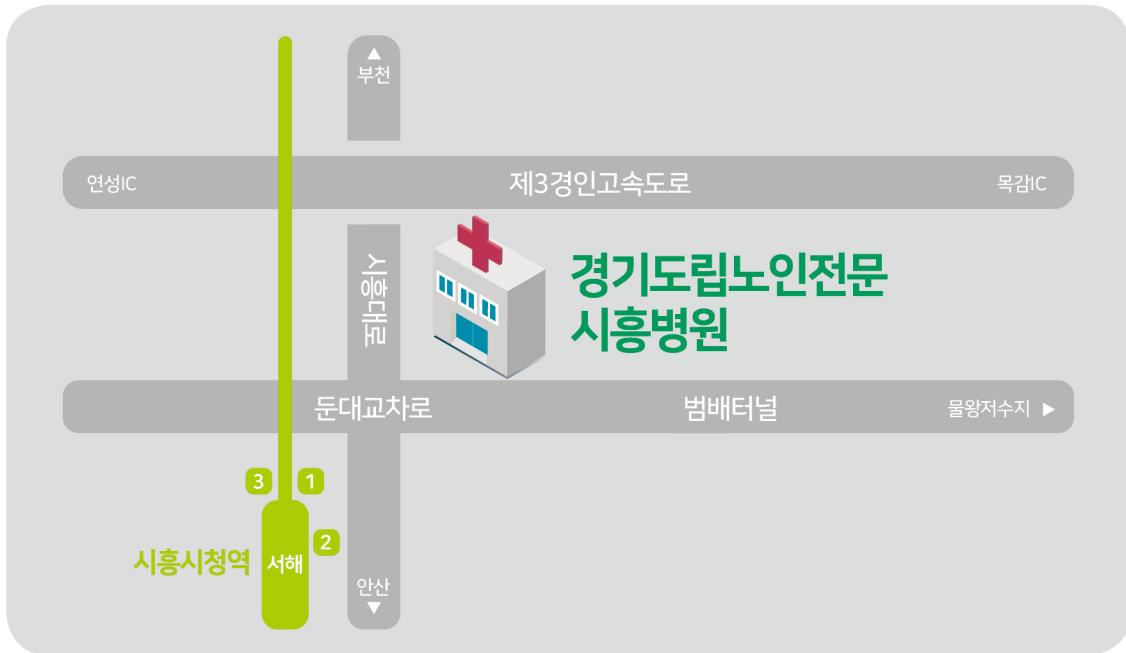 ▲
부천
연성IC
제3경인고속도로
목감IC
시흥대로
경기도립노인전문
시흥병원
둔대교차로
범배터널
물왕저수지 ▶
3
1
2
시흥시청역
서해
안산
▼